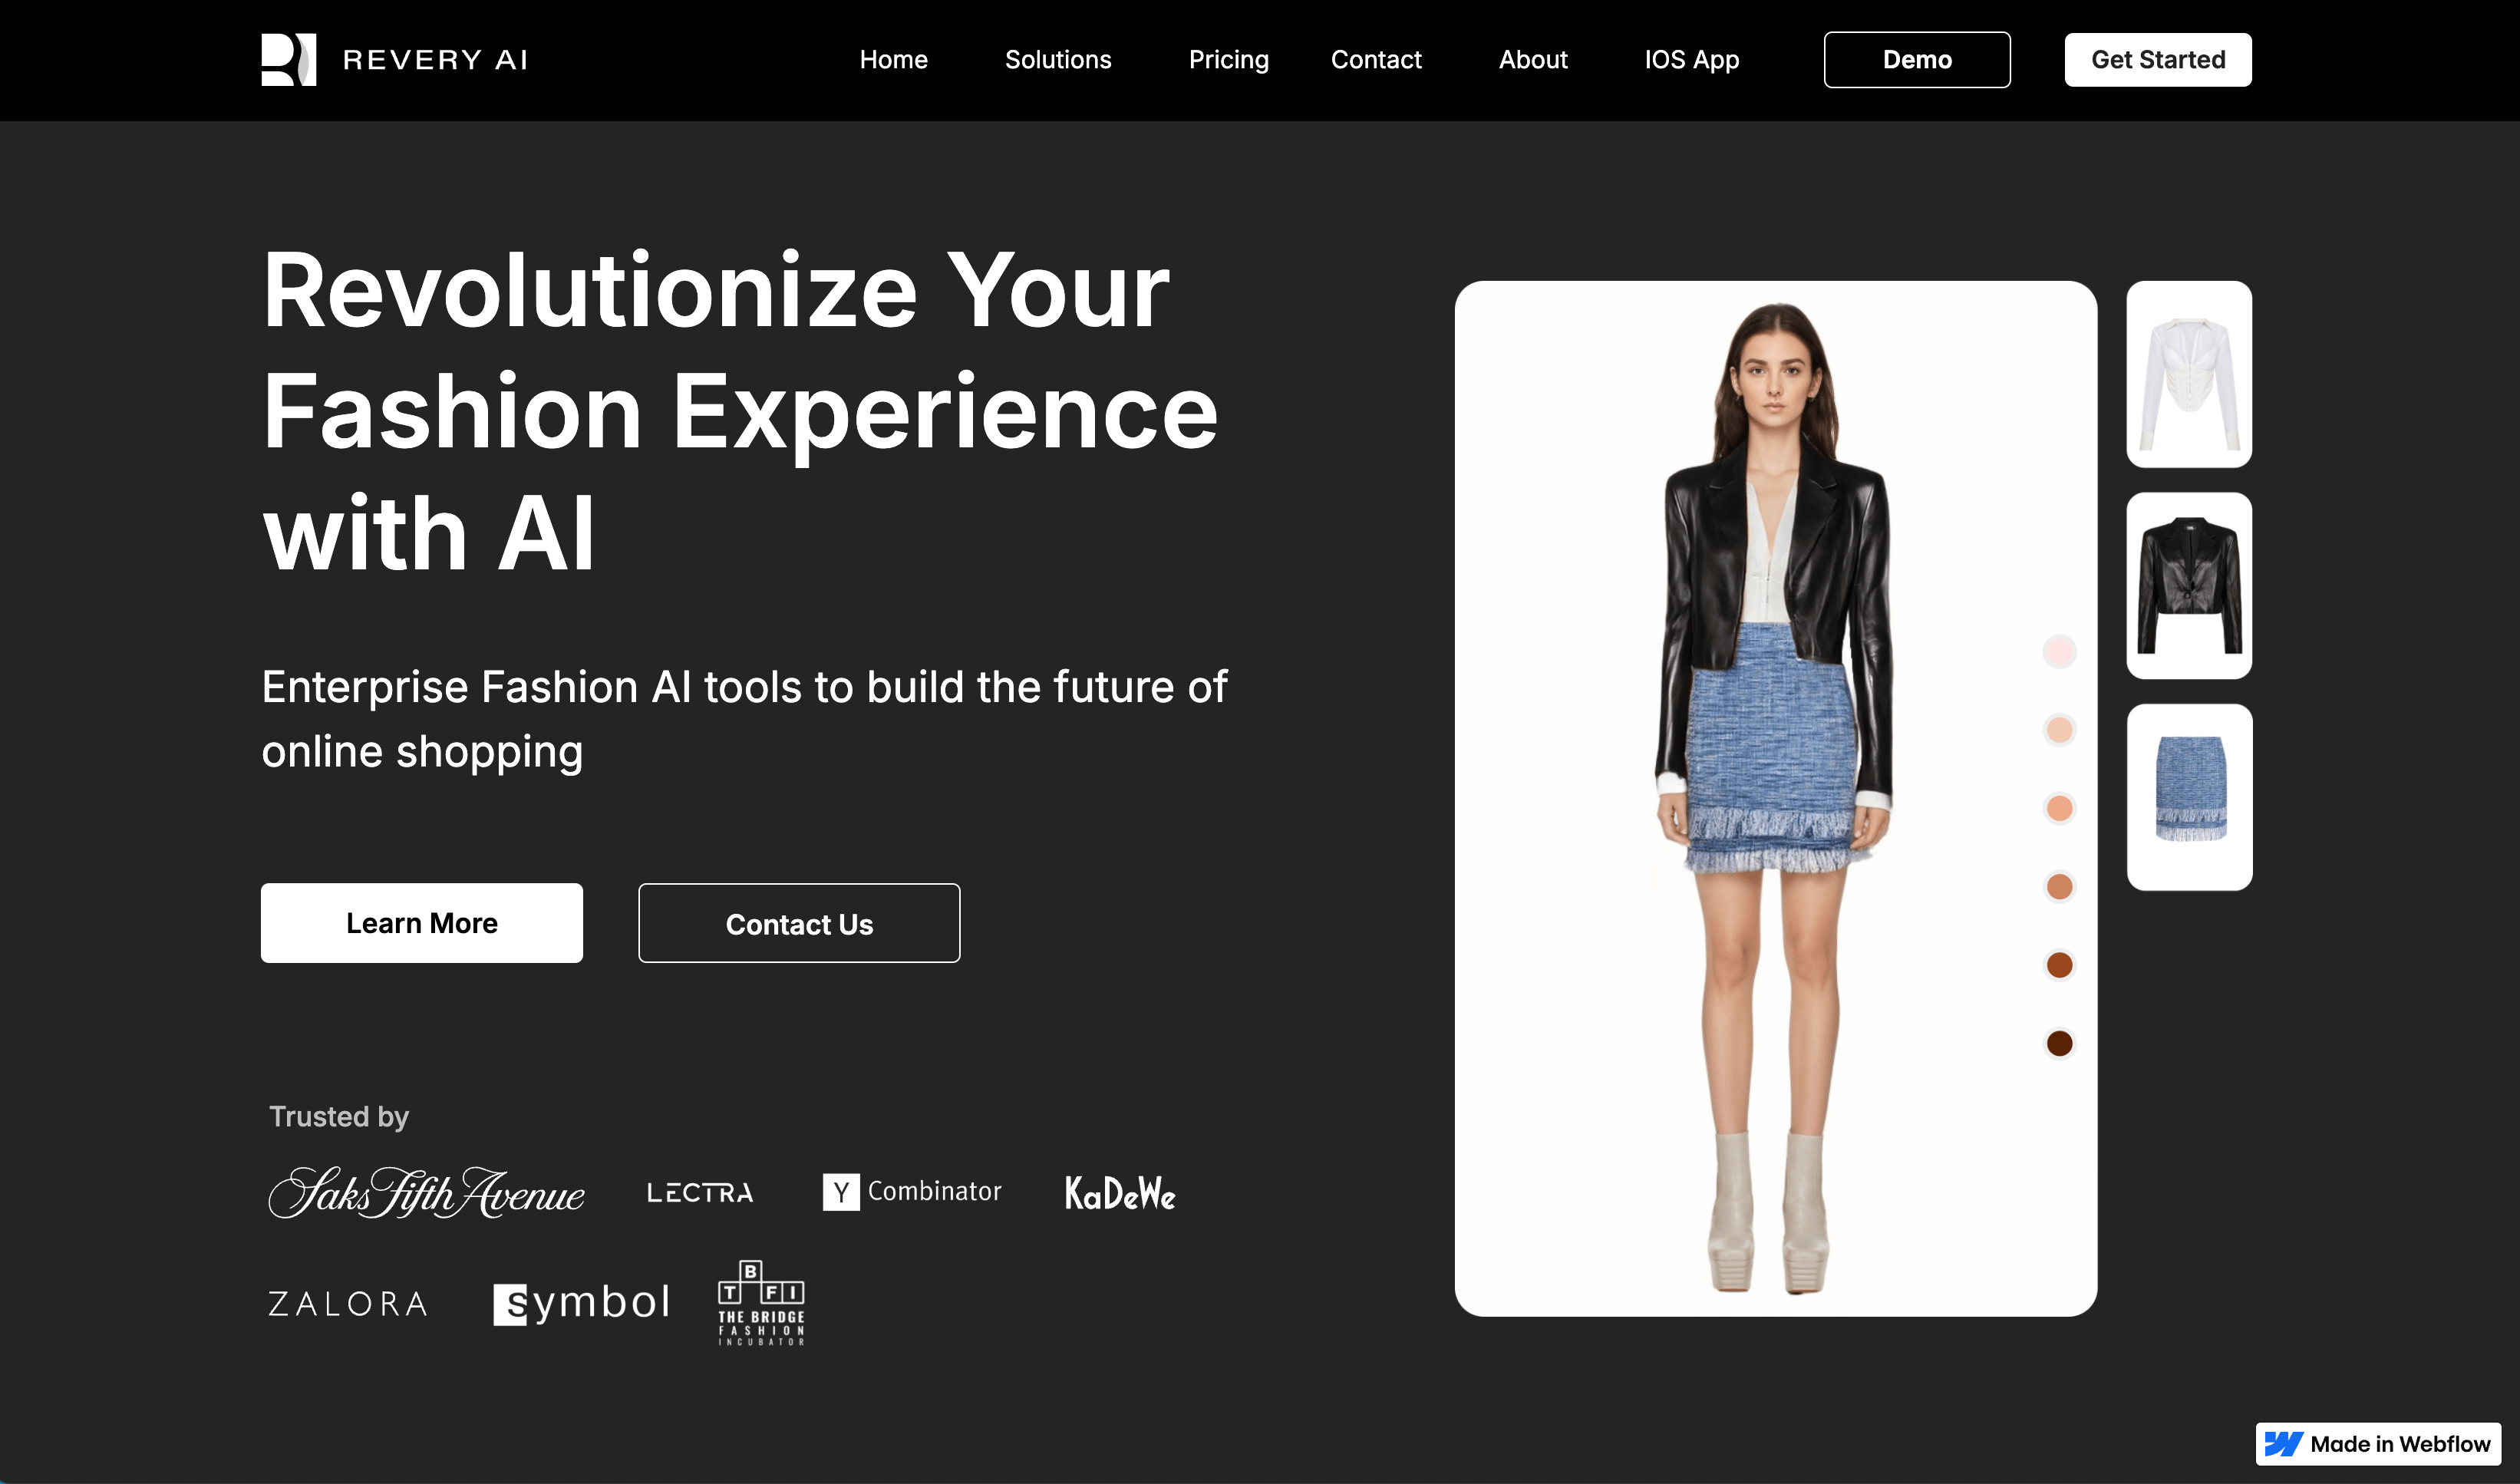 REVERY AI
Home
Solutions
Pricing
Contact
About
IOS App
Demo
Get Started
Revolutionize Your
Fashion Experience
with AI
Enterprise Fashion AI tools to build the future of
online shopping
Learn More
Contact Us
Trusted by
Saks Fifth Avenue
LECTRA
Y Combinator
KaDeWe
ZALORA
symbol
B
T FI
THE BRIDGE
FASHION
INCUBATOR
Made in Webflow